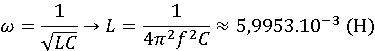 ω = 1/√LC → L = 1/4π²f²C ≈ 5,9953.10⁻³ (H)